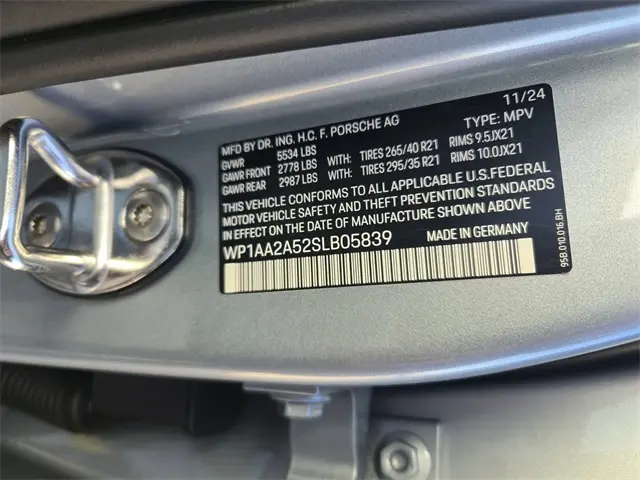 11/24
MFD BY DR. ING. H.C. F. PORSCHE AG
TYPE: MPV
GVWR 5534 LBS
GAWR FRONT 2778 LBS WITH: TIRES 265/40 R21 RIMS 9.5JX21
GAWR REAR 2987 LBS WITH: TIRES 295/35 R21 RIMS 10.0JX21
THIS VEHICLE CONFORMS TO ALL APPLICABLE U.S.FEDERAL
MOTOR VEHICLE SAFETY AND THEFT PREVENTION STANDARDS
IN EFFECT ON THE DATE OF MANUFACTURE SHOWN ABOVE
WP1AA2A52SLB05839 MADE IN GERMANY
95B.010.016.BH